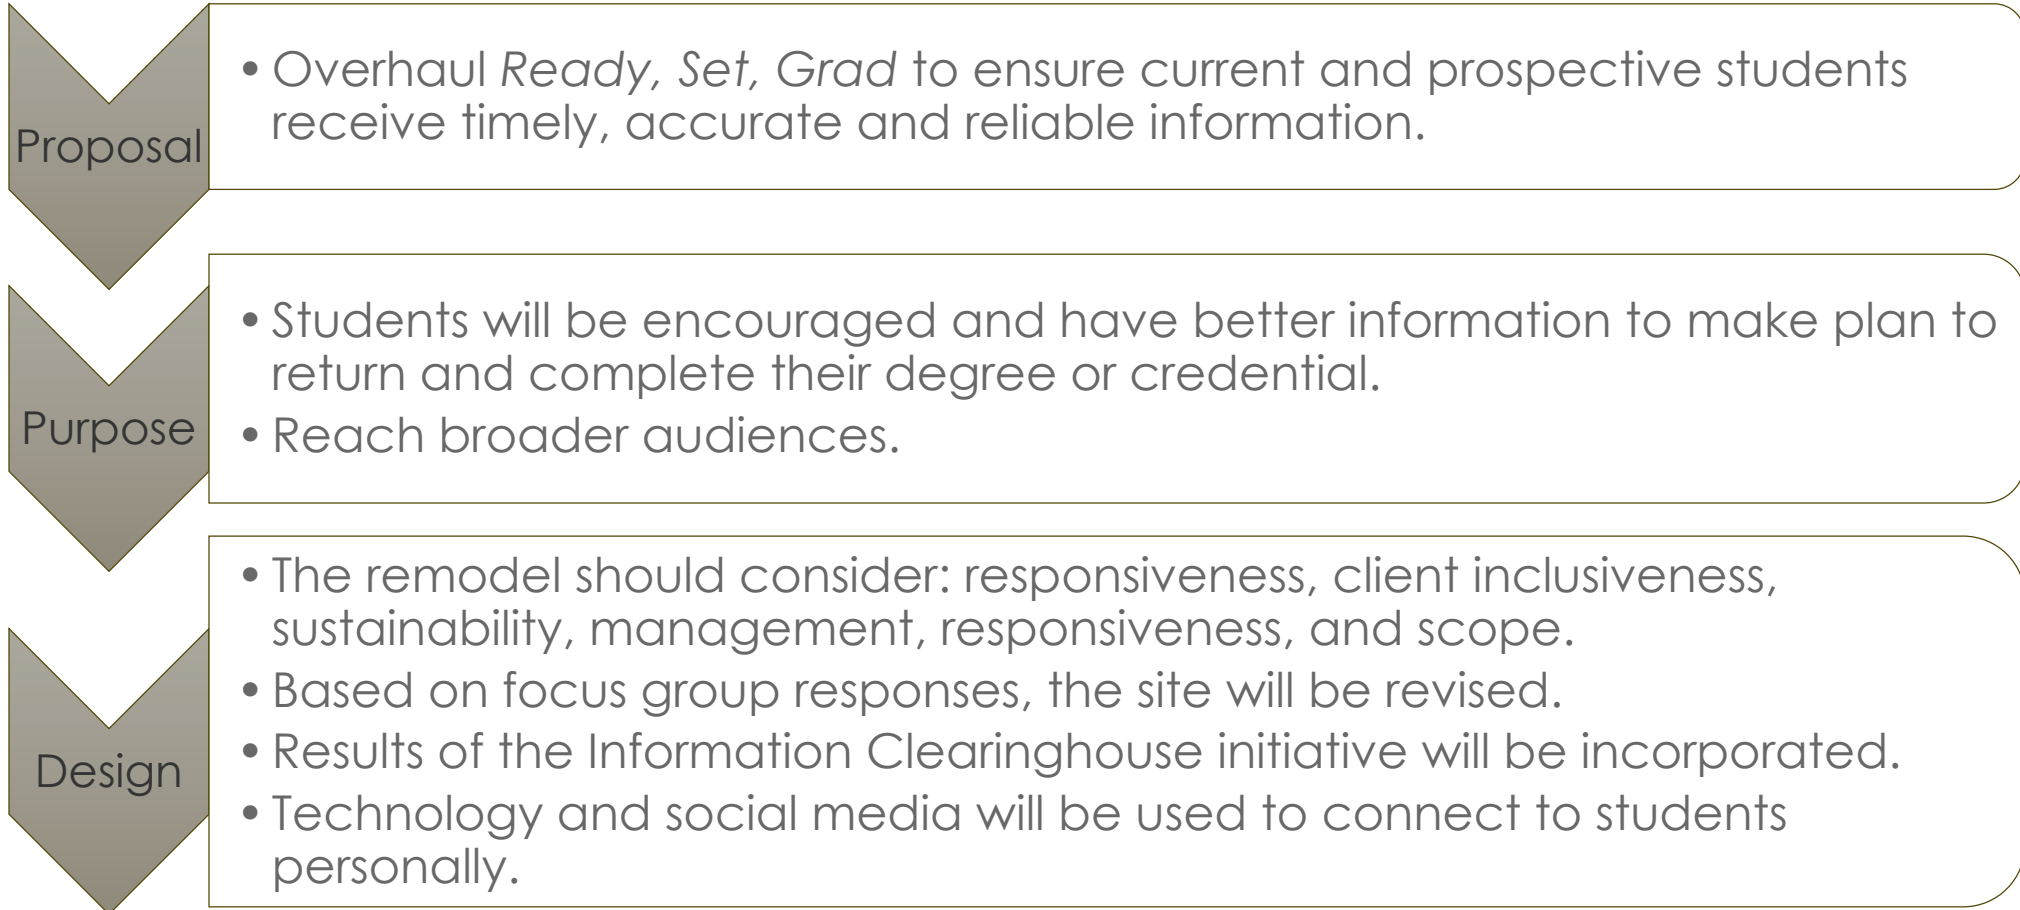 Proposal
• Overhaul Ready, Set, Grad to ensure current and prospective students
receive timely, accurate and reliable information.
Purpose
• Students will be encouraged and have better information to make plan to
return and complete their degree or credential.
• Reach broader audiences.
Design
• The remodel should consider: responsiveness, client inclusiveness,
sustainability, management, responsiveness, and scope.
• Based on focus group responses, the site will be revised.
• Results of the Information Clearinghouse initiative will be incorporated.
• Technology and social media will be used to connect to students
personally.